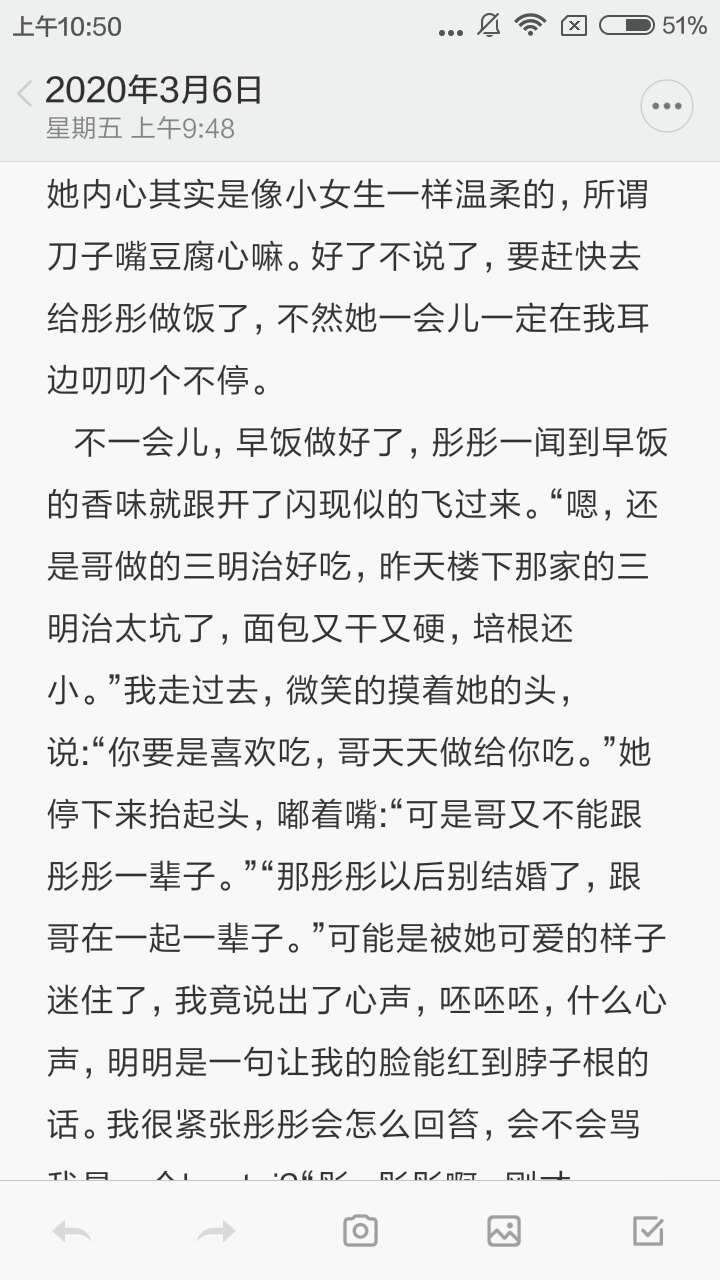 上午10:50
51%
2020年3月6日
星期五 上午9:48
她内心其实是像小女生一样温柔的，所谓
刀子嘴豆腐心嘛。好了不说了，要赶快去
给彤彤做饭了，不然她一会儿一定在我耳
边叨叨个不停。
不一会儿，早饭做好了，彤彤一闻到早饭
的香味就跟开了闪现似的飞过来。“嗯，还
是哥做的三明治好吃，昨天楼下那家的三
明治太坑了，面包又干又硬，培根还
小。”我走过去，微笑的摸着她的头，
说:“你要是喜欢吃，哥天天做给你吃。”她
停下来抬起头，嘟着嘴:“可是哥又不能跟
彤彤一辈子。”“那彤彤以后别结婚了，跟
哥在一起一辈子。”可能是被她可爱的样子
迷住了，我竟说出了心声，呸呸呸，什么心
声，明明是一句让我的脸能红到脖子根的
话。我很紧张彤彤会怎么回答，会不会骂